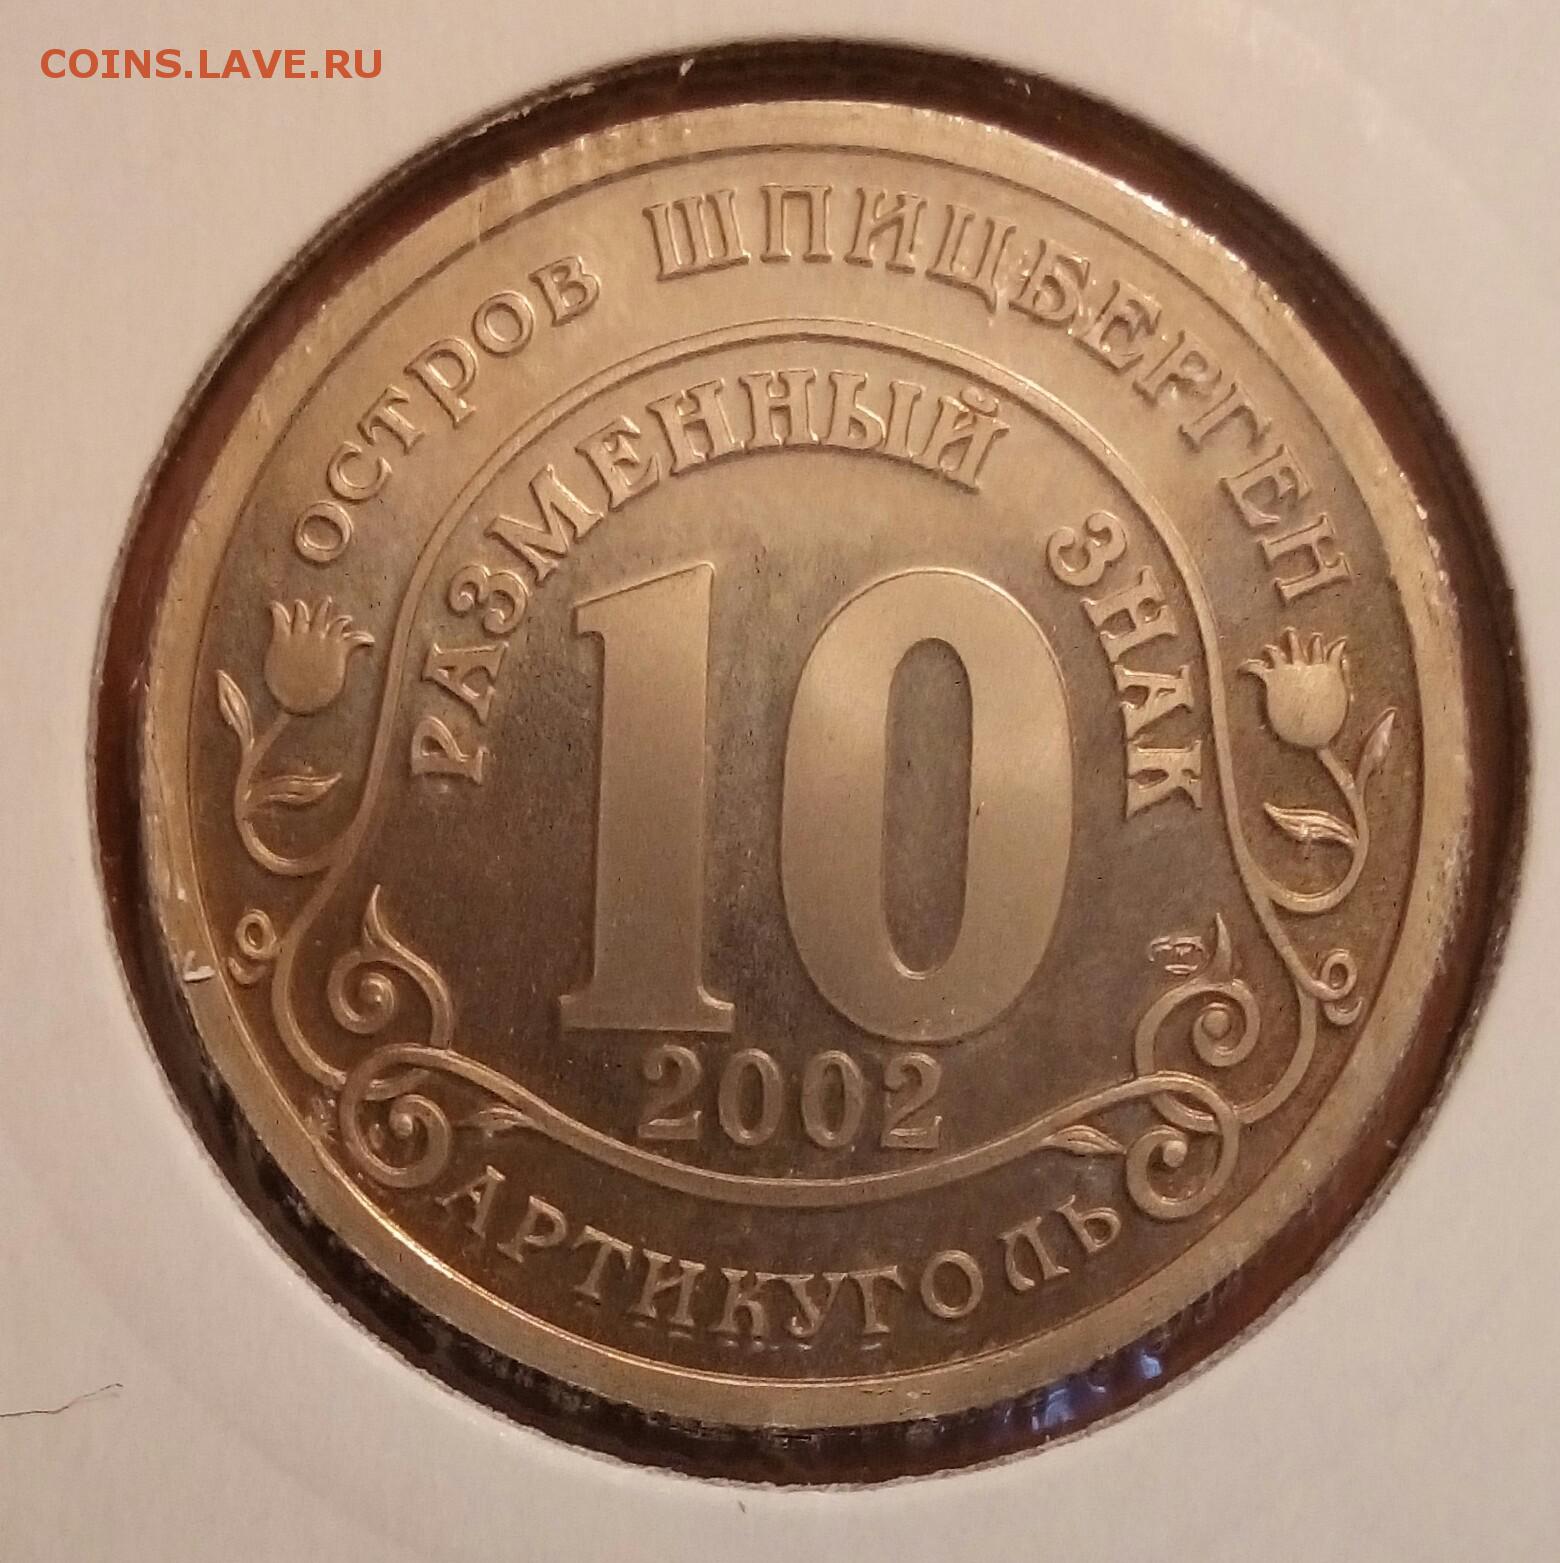 COINS.LAVE.RU
ОСТРОВ ШПИЦБЕРГЕН
РАЗМЕННЫЙ ЗНАК
10
2002
АРТИКУГОЛЬ